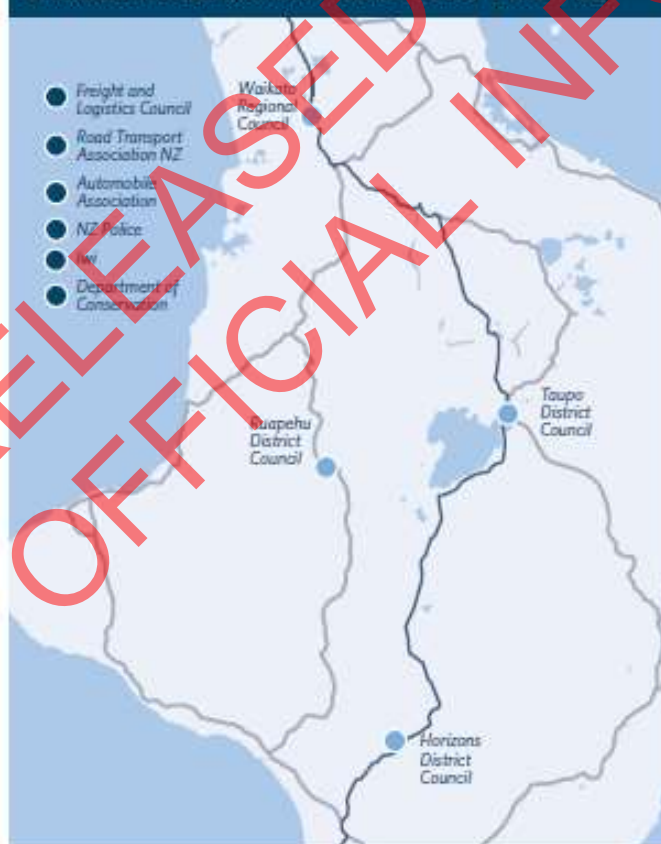 Freight and
Logistics Council
Road Transport
Association NZ
Automobile
Association
NZ Police
Iwi
Department of
Conservation
Waikato
Regional
Council
Taupo
District
Council
Ruapehu
District
Council
Horizons
District
Council
RELEASED
OFFICIAL